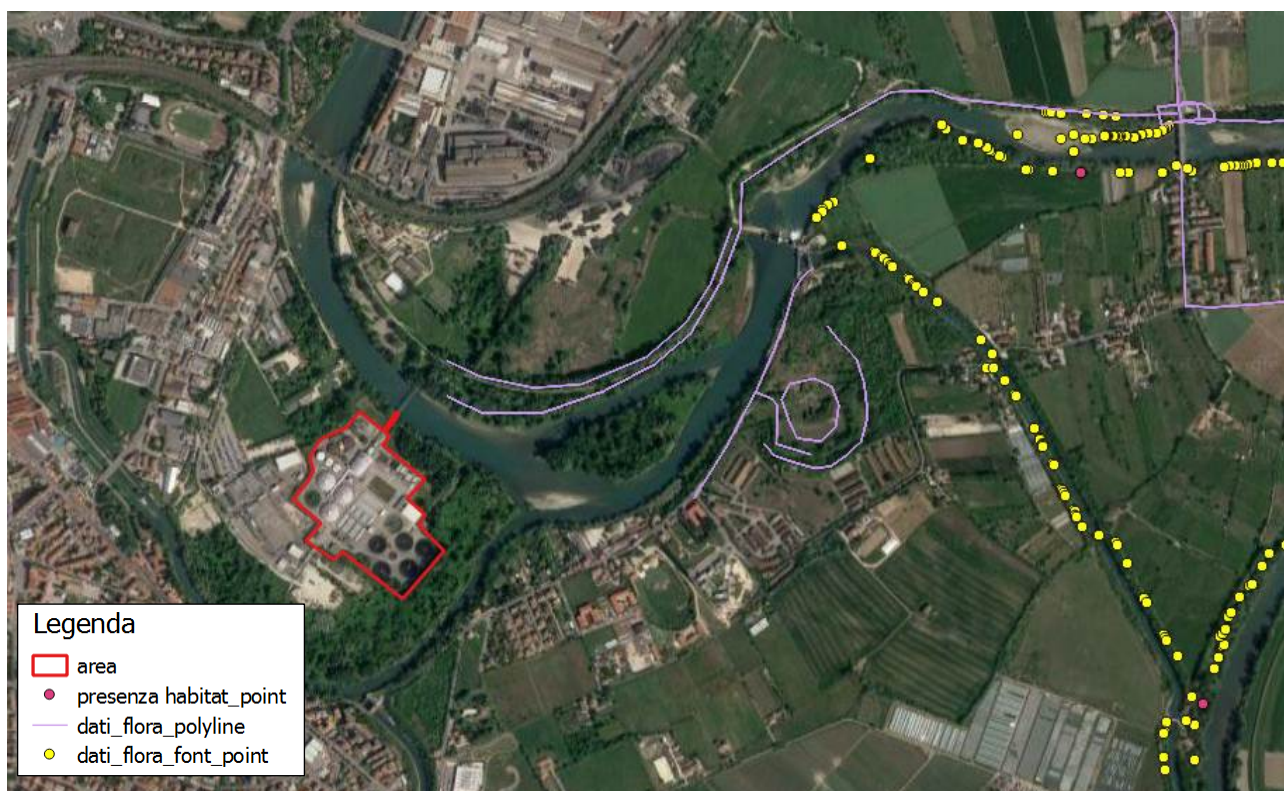 Legenda
area
presenza habitat_point
dati_flora_polyline
dati_flora_font_point